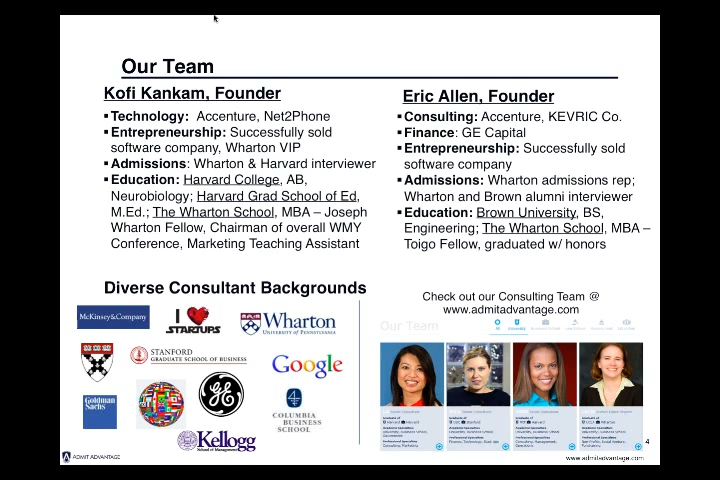 Our Team
Kofi Kankam, Founder
▪ Technology: Accenture, Net2Phone
▪ Entrepreneurship: Successfully sold
software company, Wharton VIP
▪ Admissions: Wharton & Harvard interviewer
▪ Education: Harvard College, AB,
Neurobiology; Harvard Grad School of Ed,
M.Ed.; The Wharton School, MBA – Joseph
Wharton Fellow, Chairman of overall WMY
Conference, Marketing Teaching Assistant
Eric Allen, Founder
▪ Consulting: Accenture, KEVRIC Co.
▪ Finance: GE Capital
▪ Entrepreneurship: Successfully sold
software company
▪ Admissions: Wharton admissions rep;
Wharton and Brown alumni interviewer
▪ Education: Brown University, BS,
Engineering; The Wharton School, MBA –
Toigo Fellow, graduated w/ honors
Diverse Consultant Backgrounds
McKinsey&Company
I
STARTUPS
Wharton
UNIVERSITY of PENNSYLVANIA
STANFORD
GRADUATE SCHOOL OF BUSINESS
Google
Goldman
Sachs
GE
COLUMBIA
BUSINESS
SCHOOL
Kellogg
School of Management
Check out our Consulting Team @
www.admitadvantage.com
Our Team
4
ADMIT ADVANTAGE
www.admitadvantage.com